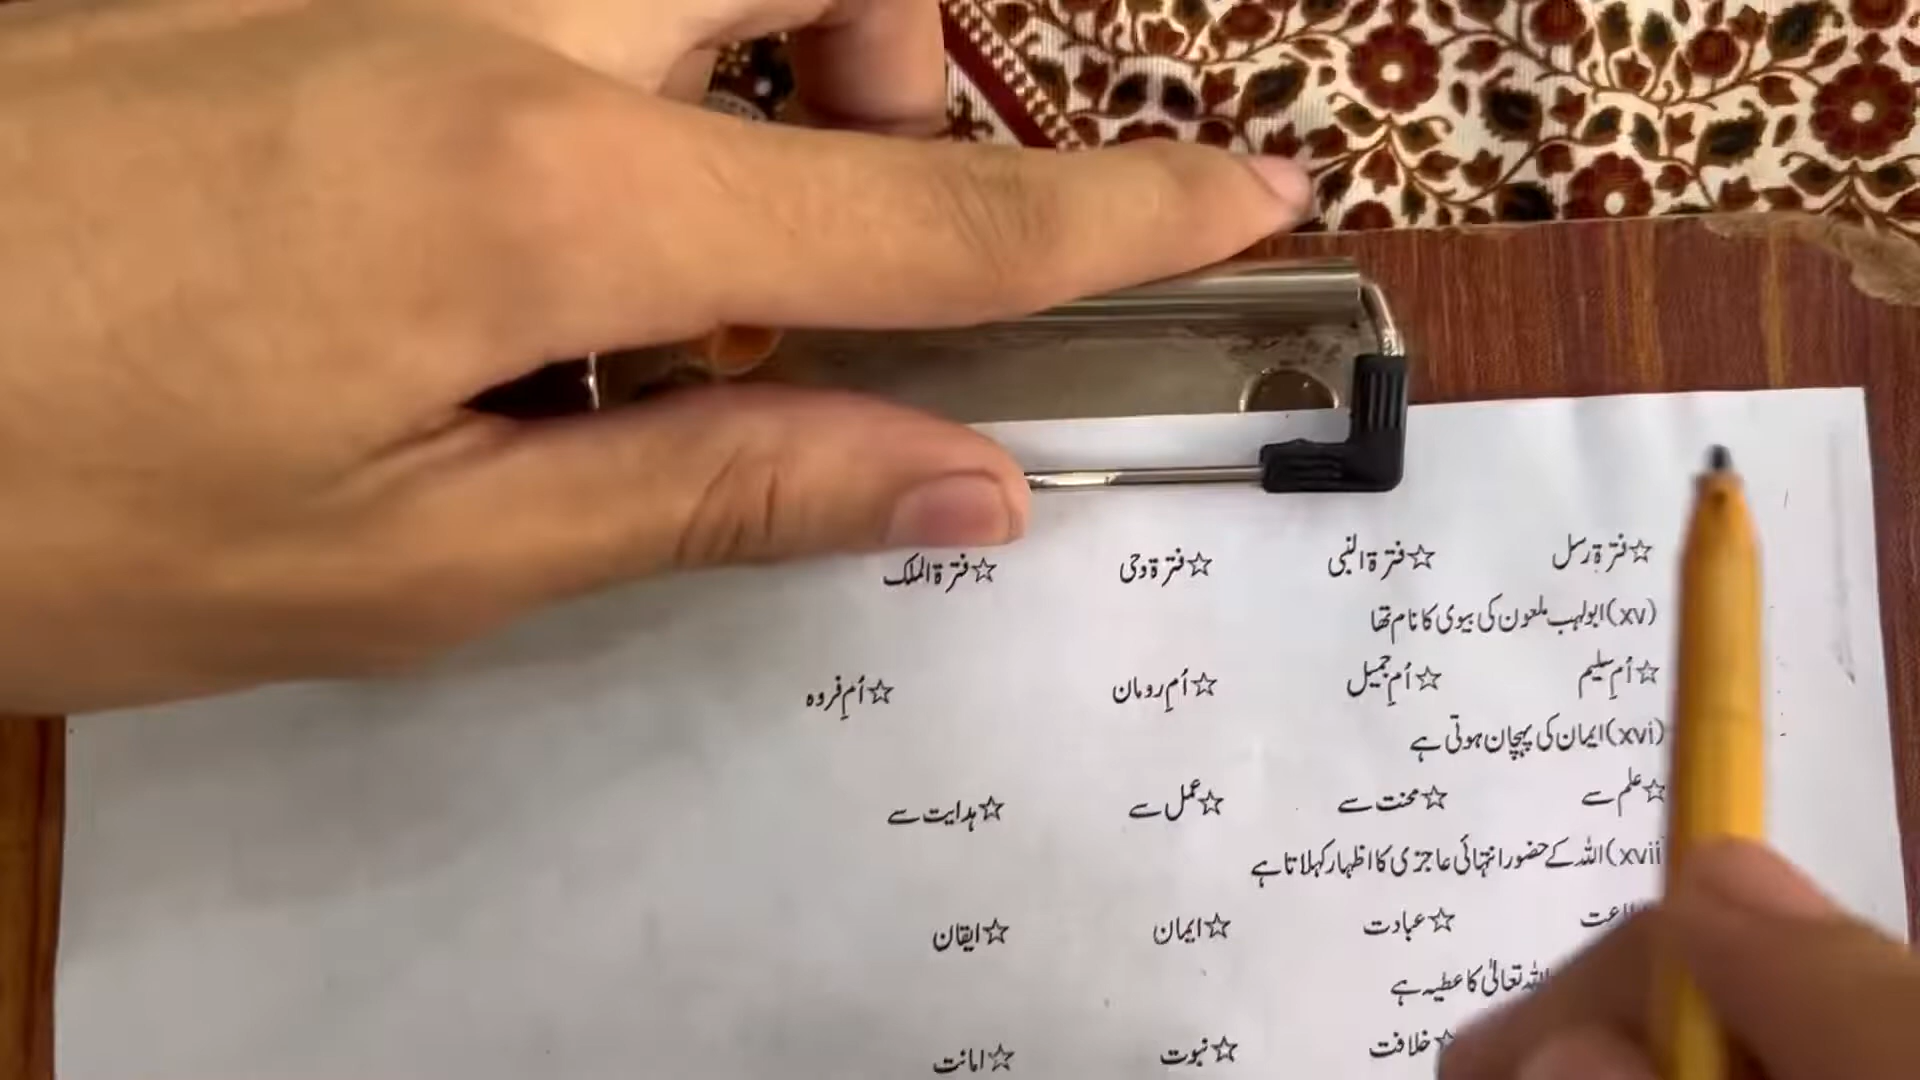 ☆فترۃ رسل ☆فترۃ النبی ☆فترۃ وحی ☆فترۃ الملک
(xv) ابولہب ملعون کی بیوی کا نام تھا
☆اُمِ سلیم ☆اُمِ جمیل ☆اُمِ رومان ☆اُمِ فروہ
(xvi) ایمان کی پہچان ہوتی ہے
☆علم سے ☆محنت سے ☆عمل سے ☆ہدایت سے
xvii) اللہ کے حضور انتہائی عاجزی کا اظہار کہلاتا ہے
☆عبادت ☆ایمان ☆ایقان
اللہ تعالیٰ کا عطیہ ہے
☆خلافت ☆نبوت ☆امانت